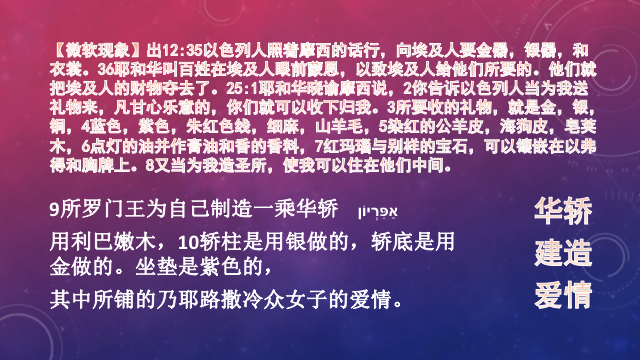 【微软现象】出12:35以色列人照着摩西的话行，向埃及人要金器，银器，和
衣裳。36耶和华叫百姓在埃及人眼前蒙恩，以致埃及人给他们所要的。他们就
把埃及人的财物夺去了。25:1耶和华晓谕摩西说，2你告诉以色列人当为我送
礼物来，凡甘心乐意的，你们就可以收下归我。3所要收的礼物，就是金，银，
铜，4蓝色，紫色，朱红色线，细麻，山羊毛，5染红的公羊皮，海狗皮，皂荚
木，6点灯的油并作膏油和香的香料，7红玛瑙与别样的宝石，可以镶嵌在以弗
得和胸牌上。8又当为我造圣所，使我可以住在他们中间。
9所罗门王为自己制造一乘华轿 אַפִּרְיוֹן
用利巴嫩木，10轿柱是用银做的，轿底是用
金做的。坐垫是紫色的，
其中所铺的乃耶路撒冷众女子的爱情。
华轿
建造
爱情